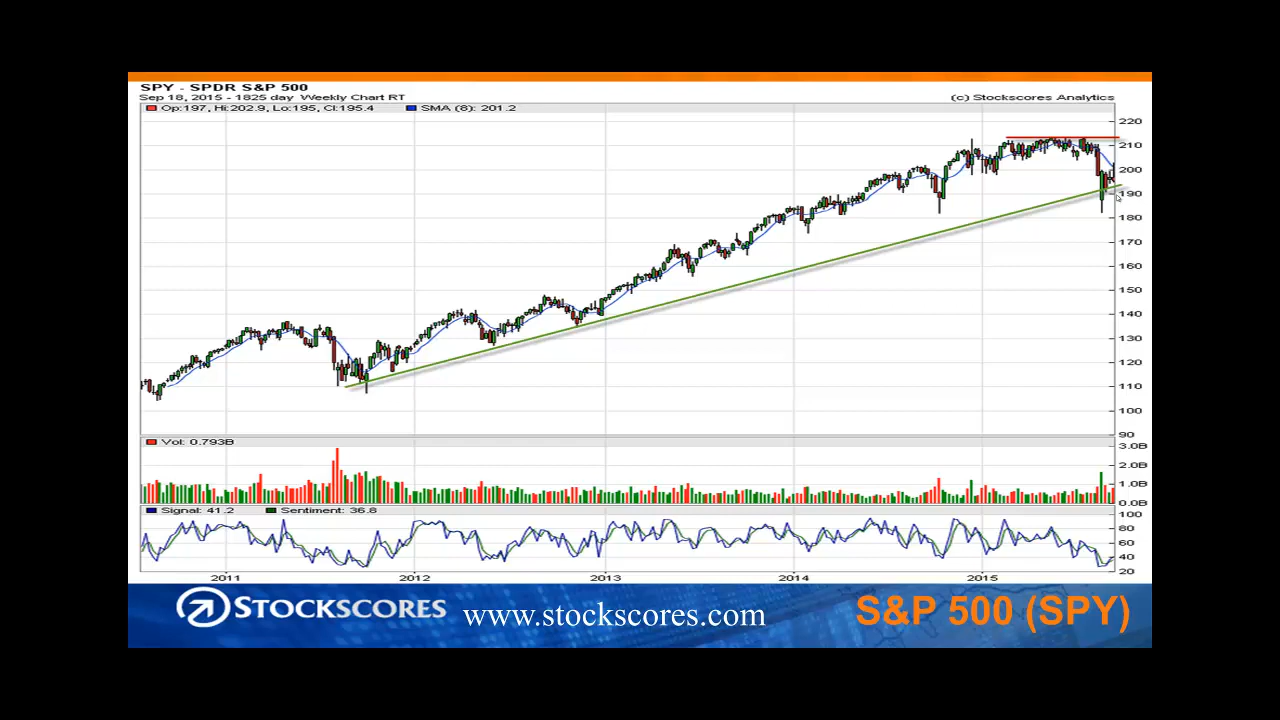 SPY - SPDR S&P 500
Sep 18, 2015 - 1825 day Weekly Chart RT
(c) Stockscores Analytics
Op:197, Hi:202.9, Lo:195, Cl:195.4
SMA (8): 201.2
220
210
200
190
180
170
160
150
140
130
120
110
100
90
Vol: 0.793B
3.0B
2.0B
1.0B
0.0B
Signal: 41.2
Sentiment: 36.8
100
80
60
40
20
2011
2012
2013
2014
2015
STOCKSCORES
www.stockscores.com
S&P 500 (SPY)